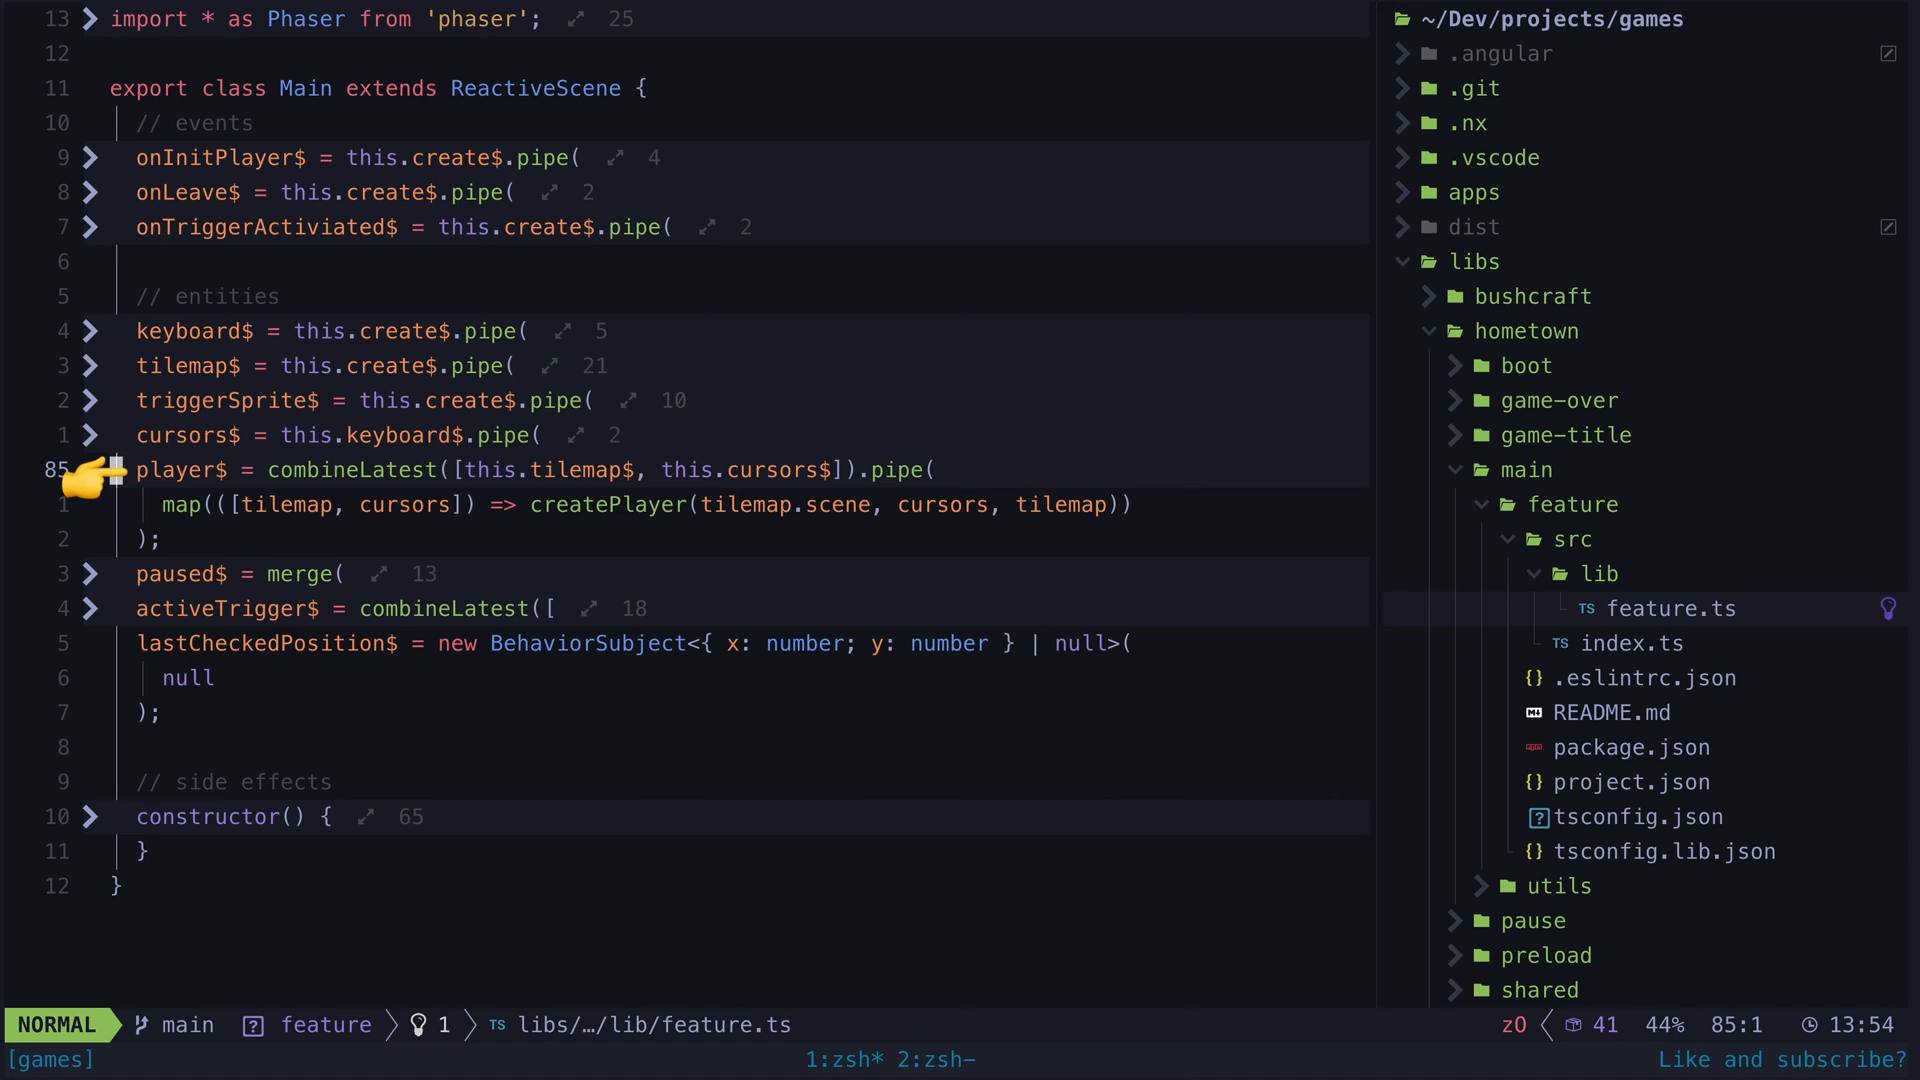 13 import * as Phaser from 'phaser'; 25
12
11 export class Main extends ReactiveScene {
10 // events
9 onInitPlayer$ = this.create$.pipe( 4
8 onLeave$ = this.create$.pipe( 2
7 onTriggerActiviated$ = this.create$.pipe( 2
6
5 // entities
4 keyboard$ = this.create$.pipe( 5
3 tilemap$ = this.create$.pipe( 21
2 triggerSprite$ = this.create$.pipe( 10
1 cursors$ = this.keyboard$.pipe( 2
85 player$ = combineLatest([this.tilemap$, this.cursors$]).pipe(
1 map(([tilemap, cursors]) => createPlayer(tilemap.scene, cursors, tilemap))
2 );
3 paused$ = merge( 13
4 activeTrigger$ = combineLatest([ 18
5 lastCheckedPosition$ = new BehaviorSubject<{ x: number; y: number } | null>(
6 null
7 );
8
9 // side effects
10 constructor() { 65
11 }
12 }
~/Dev/projects/games
.angular
.git
.nx
.vscode
apps
dist
libs
bushcraft
hometown
boot
game-over
game-title
main
feature
src
lib
TS feature.ts
TS index.ts
{} .eslintrc.json
README.md
package.json
{} project.json
? tsconfig.json
{} tsconfig.lib.json
utils
pause
preload
shared
NORMAL main ? feature 1 TS libs/…/lib/feature.ts zO 41 44% 85:1 13:54
[games] 1:zsh* 2:zsh- Like and subscribe?